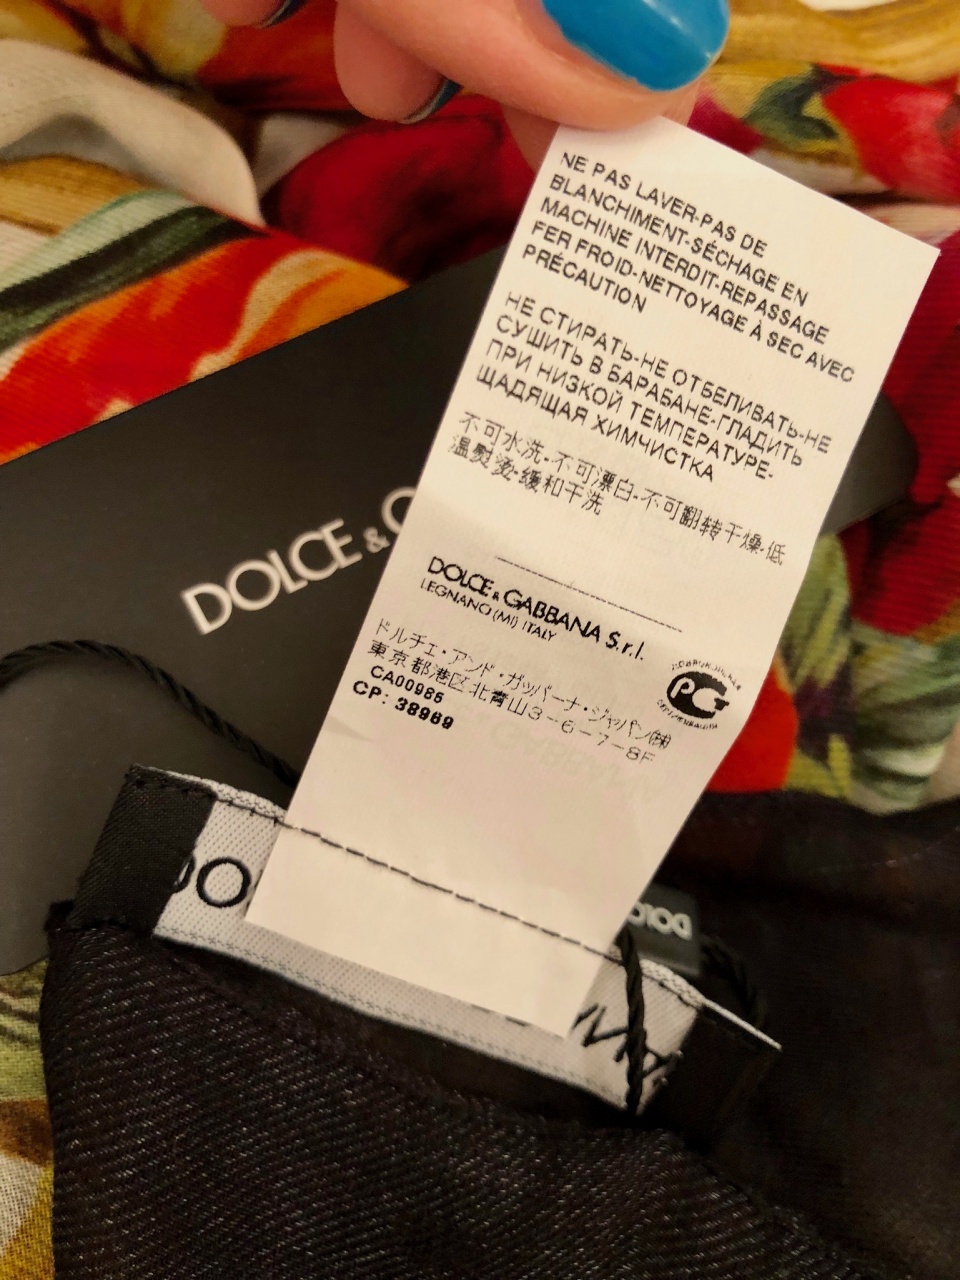 NE PAS LAVER-PAS DE
BLANCHIMENT-SÉCHAGE EN
MACHINE INTERDIT-REPASSAGE
FER FROID-NETTOYAGE À SEC AVEC
PRÉCAUTION
НЕ СТИРАТЬ-НЕ ОТБЕЛИВАТЬ-НЕ
СУШИТЬ В БАРАБАНЕ-ГЛАДИТЬ
ПРИ НИЗКОЙ ТЕМПЕРАТУРЕ-
ЩАДЯЩАЯ ХИМЧИСТКА
不可水洗-不可漂白-不可翻转干燥-低
温熨烫-缓和干洗
DOLCE & G
DOLCE & GABBANA S.r.l.
LEGNANO (MI) ITALY
ドルチェ・アンド・ガッバーナ・ジャパン㈱
東京都港区北青山3-6-7-8F
CA00986
CP: 38969
РСТ
DO
DOLC